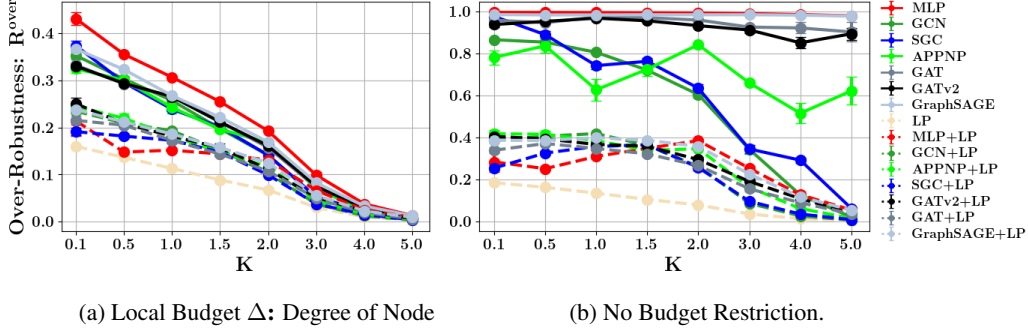 Over-Robustness: R^over
0.4
0.3
0.2
0.1
0.0
0.1 0.5 1.0 1.5 2.0 3.0 4.0 5.0
K
(a) Local Budget Δ: Degree of Node
1.0
0.8
0.6
0.4
0.2
0.0
0.1 0.5 1.0 1.5 2.0 3.0 4.0 5.0
K
(b) No Budget Restriction.
MLP
GCN
SGC
APPNP
GAT
GATv2
GraphSAGE
LP
MLP+LP
GCN+LP
APPNP+LP
SGC+LP
GATv2+LP
GAT+LP
GraphSAGE+LP